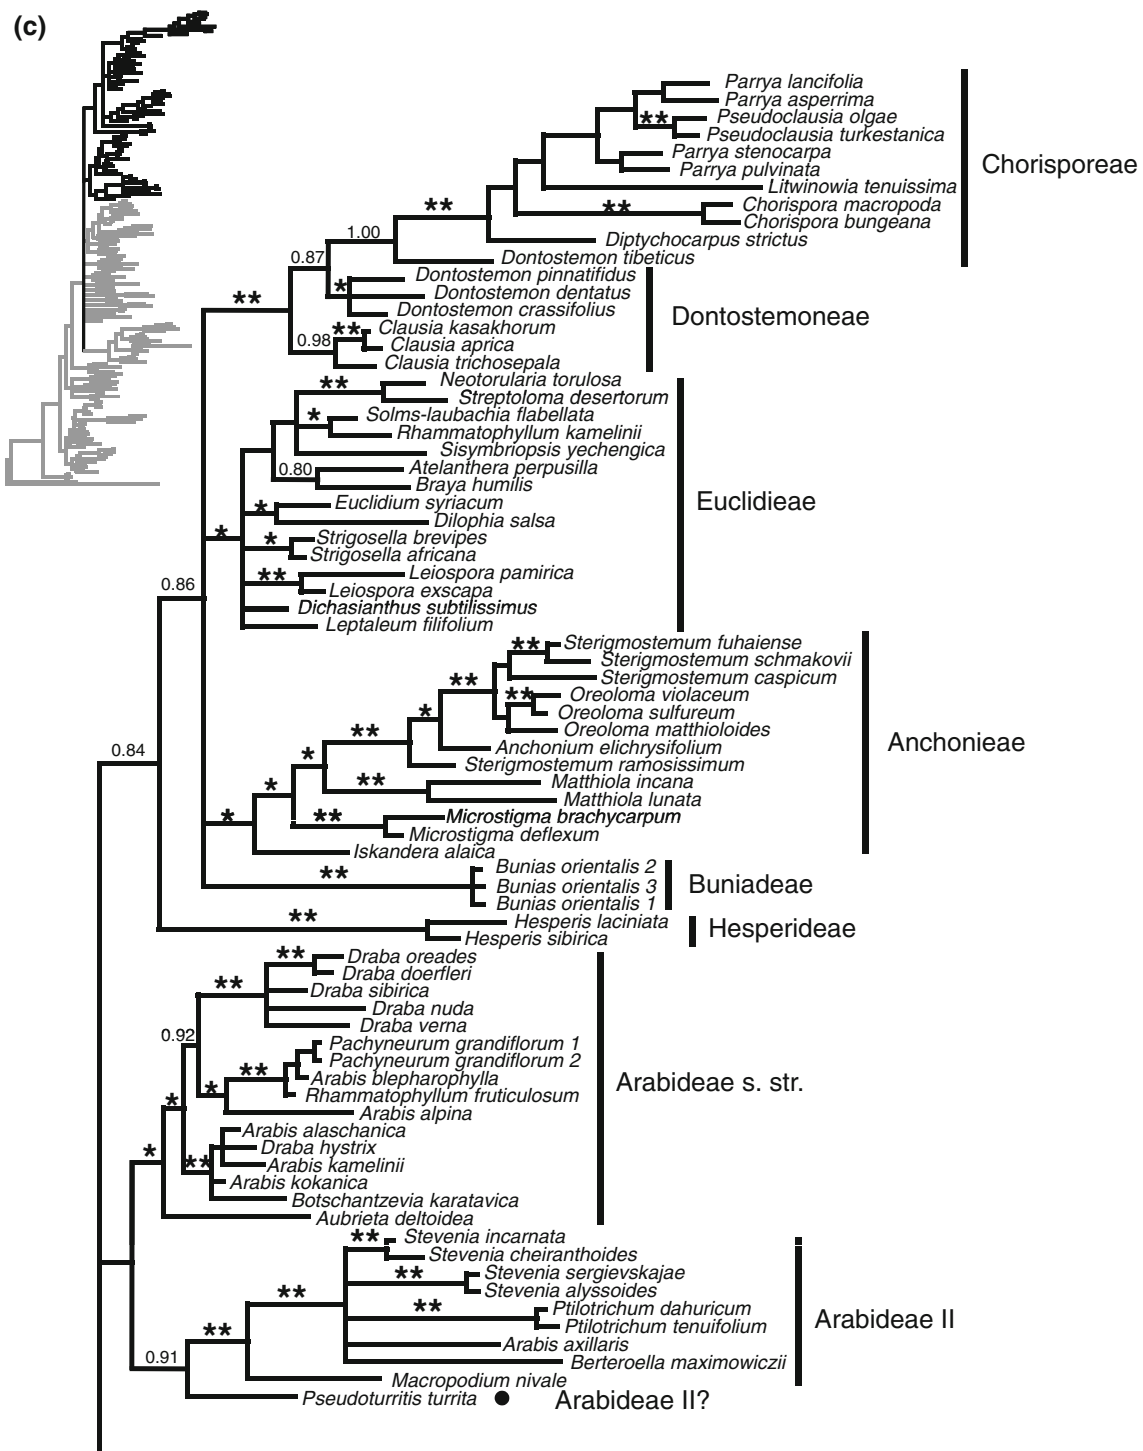 (c)
Parrya lancifolia
Parrya asperrima
** Pseudoclausia olgae
Pseudoclausia turkestanica
Parrya stenocarpa
Chorisporeae
Parrya pulvinata
Litwinowia tenuissima
** ** Chorispora macropoda
Chorispora bungeana
1.00
Diptychocarpus strictus
0.87 Dontostemon tibeticus
Dontostemon pinnatifidus
* Dontostemon dentatus
** Dontostemon crassifolius
Dontostemoneae
** Clausia kasakhorum
0.98 Clausia aprica
Clausia trichosepala
** Neotorularia torulosa
Streptoloma desertorum
* Solms-laubachia flabellata
Rhammatophyllum kamelinii
Sisymbriopsis yechengica
0.80 Atelanthera perpusilla
Braya humilis
Euclidieae
* Euclidium syriacum
Dilophia salsa
* * Strigosella brevipes
Strigosella africana
** Leiospora pamirica
0.86 Leiospora exscapa
Dichasianthus subtilissimus
Leptaleum filifolium
** Sterigmostemum fuhaiense
Sterigmostemum schmakovii
** Sterigmostemum caspicum
** Oreoloma violaceum
* Oreoloma sulfureum
** Oreoloma matthioloides
Anchonieae
0.84 * Anchonium elichrysifolium
Sterigmostemum ramosissimum
* ** Matthiola incana
Matthiola lunata
* ** Microstigma brachycarpum
Microstigma deflexum
Iskandera alaica
** Bunias orientalis 2
Bunias orientalis 3
Buniadeae
Bunias orientalis 1
** Hesperis laciniata
Hesperideae
Hesperis sibirica
** Draba oreades
Draba doerfleri
** Draba sibirica
Draba nuda
Draba verna
0.92 Pachyneurum grandiflorum 1
Pachyneurum grandiflorum 2
** Arabis blepharophylla
Arabideae s. str.
* Rhammatophyllum fruticulosum
* Arabis alpina
Arabis alaschanica
* Draba hystrix
** Arabis kamelinii
Arabis kokanica
Botschantzevia karatavica
Aubrieta deltoidea
** Stevenia incarnata
Stevenia cheiranthoides
** Stevenia sergievskajae
** Stevenia alyssoides
** Ptilotrichum dahuricum
Ptilotrichum tenuifolium
Arabideae II
** Arabis axillaris
0.91 Berteroella maximowiczii
Macropodium nivale
Pseudoturritis turrita ● Arabideae II?